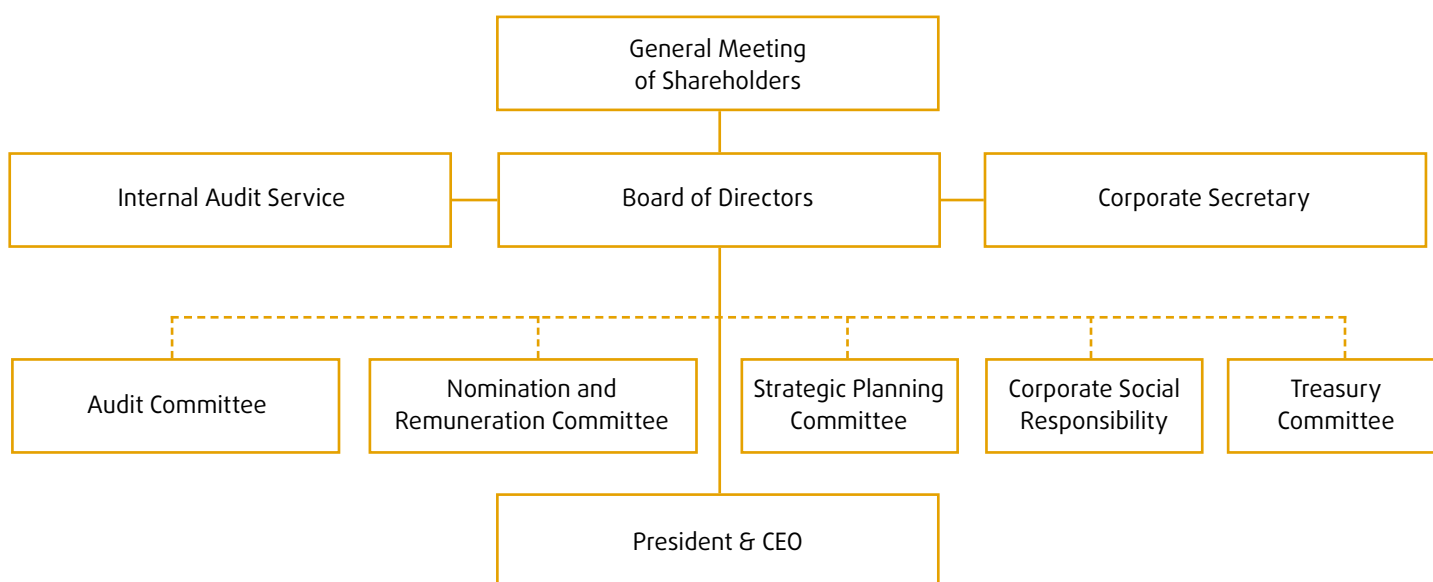 General Meeting
of Shareholders
Internal Audit Service
Board of Directors
Corporate Secretary
Audit Committee
Nomination and
Remuneration Committee
Strategic Planning
Committee
Corporate Social
Responsibility
Treasury
Committee
President & CEO